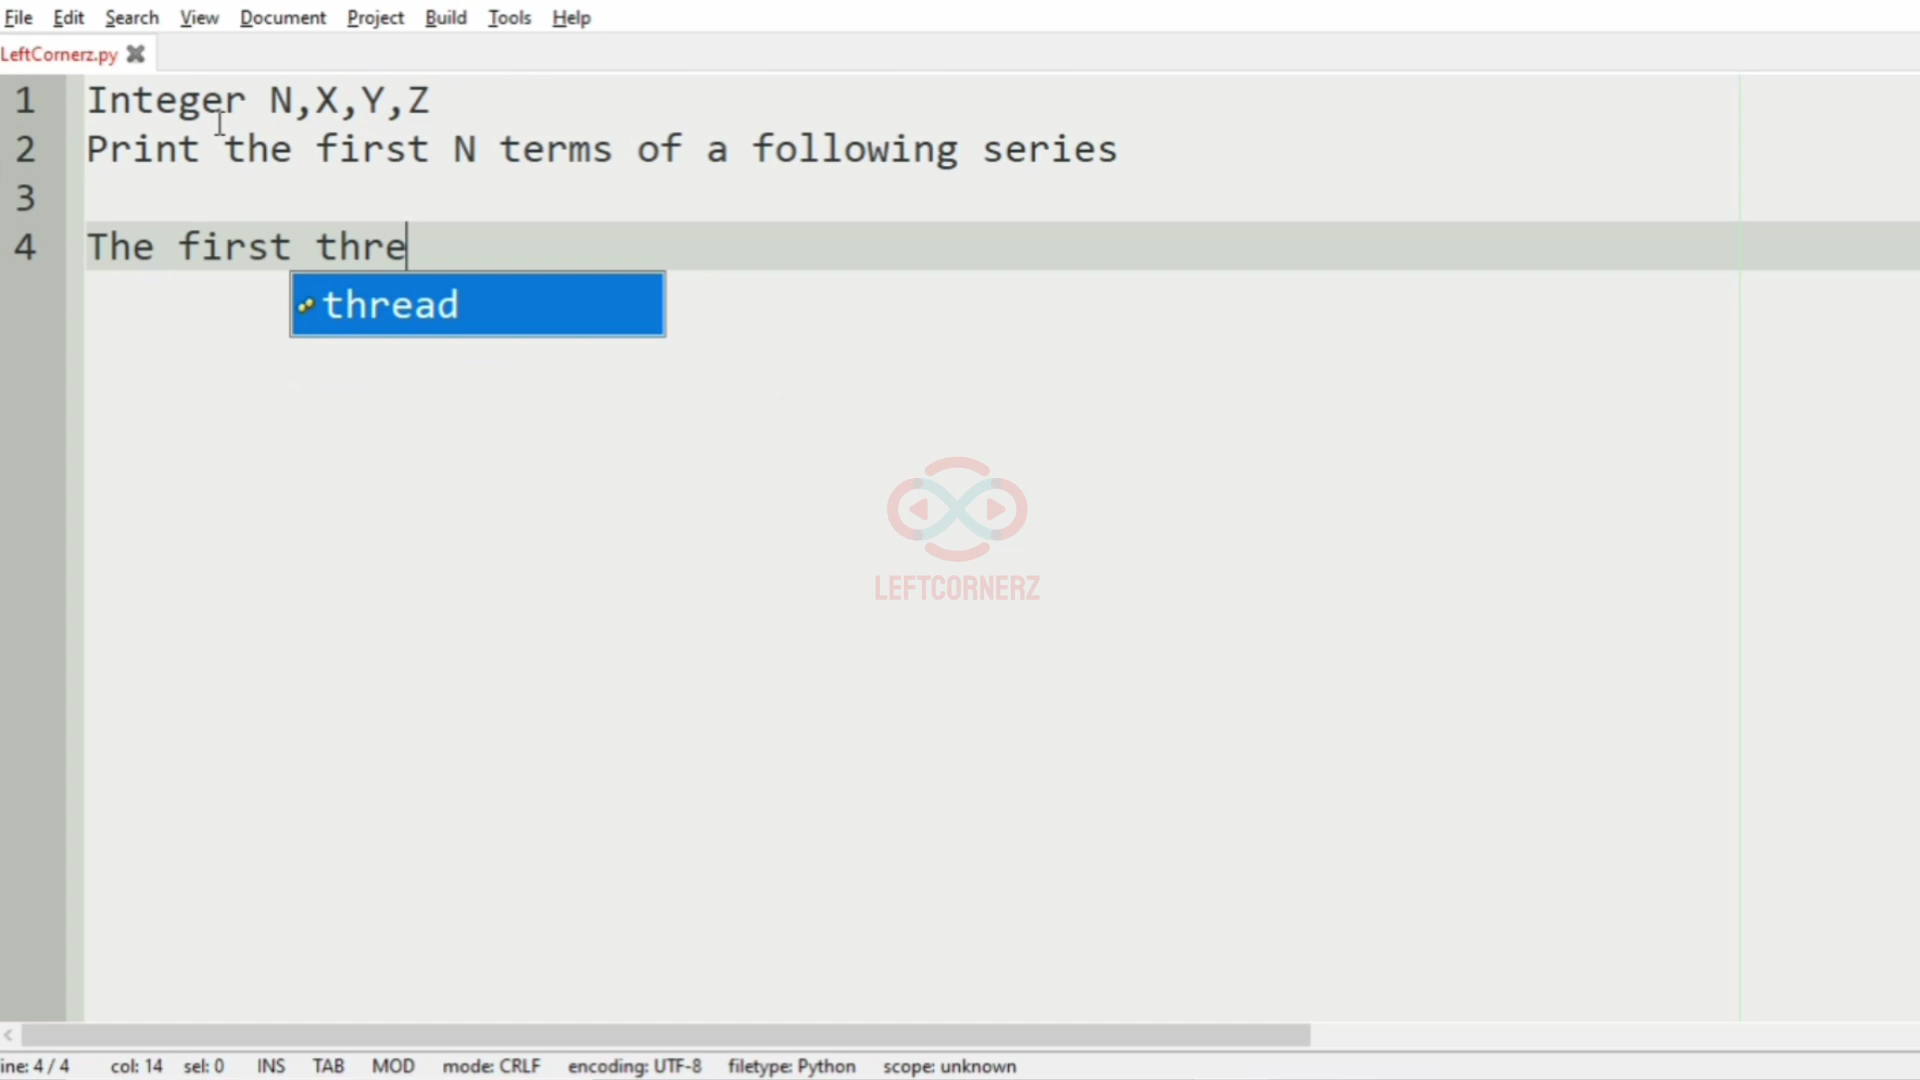 File Edit Search View Document Project Build Tools Help
LeftCornerz.py
1 Integer N,X,Y,Z
2 Print the first N terms of a following series
3
4 The first thre
thread
LEFTCORNERZ
ine: 4 / 4 col: 14 sel: 0 INS TAB MOD mode: CRLF encoding: UTF-8 filetype: Python scope: unknown